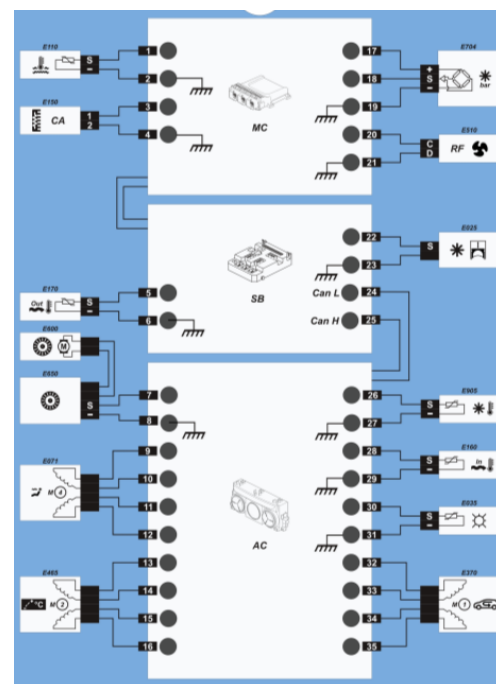 E110
S
=
1
2
E150
CA
1
2
3
4
MC
17
18
19
20
21
E704
+
S
-
bar
E510
C
D
RF
SB
22
23
Can L
24
Can H
25
E525
S
E170
Out
S
=
5
6
E600
M
E650
S
7
8
E071
M 4
9
10
11
12
E465
°C
M 2
13
14
15
16
AC
26
27
28
29
30
31
32
33
34
35
E905
S
=
E160
S
=
In
E035
S
=
E370
M 1